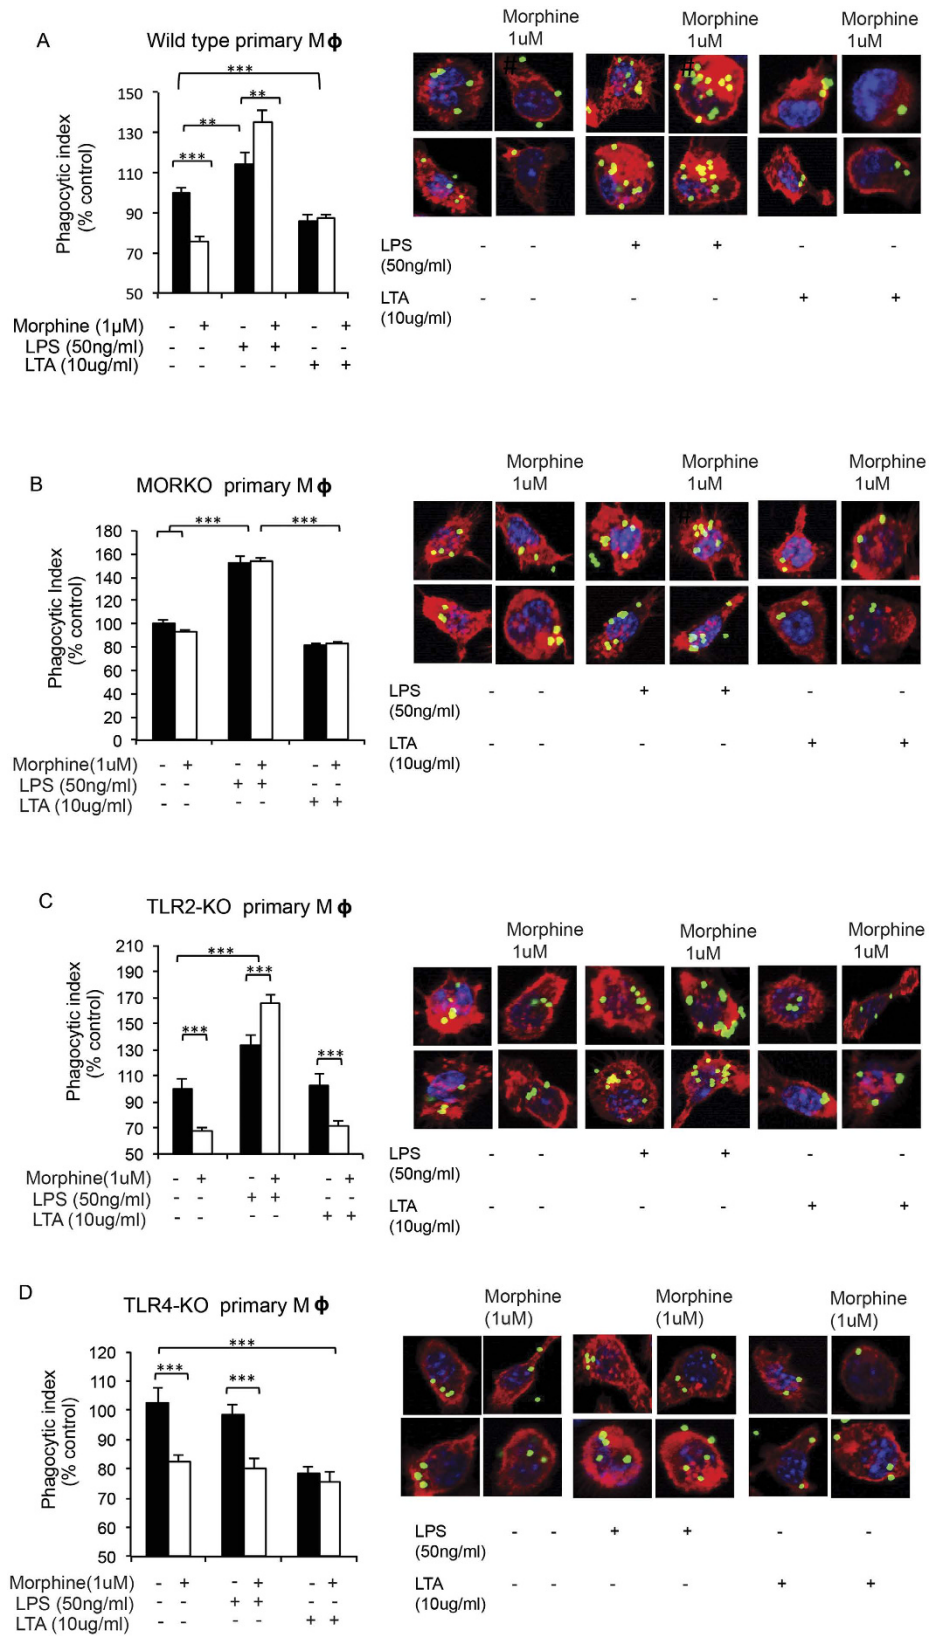 A
Wild type primary M ɸ
Phagocytic index
(% control)
150
130
110
90
70
50
***
**
**
***
Morphine (1µM) - + - + - +
LPS (50ng/ml) - - + + - -
LTA (10ug/ml) - - - - + +
Morphine
1uM
Morphine
1uM
Morphine
1uM
#
#
LPS
(50ng/ml)
- - + + - -
LTA
(10ug/ml)
- - - - + +
B
MORKO primary M ɸ
Phagocytic Index
(% control)
180
160
140
120
100
80
60
40
20
0
***
***
Morphine(1uM) - + - + - +
LPS (50ng/ml) - - + + - -
LTA (10ug/ml) - - - - + +
Morphine
1uM
Morphine
1uM
Morphine
1uM
LPS
(50ng/ml)
- - + + - -
LTA
(10ug/ml)
- - - - + +
C
TLR2-KO primary M ɸ
Phagocytic index
(% control)
210
190
170
150
130
110
90
70
50
***
***
***
***
Morphine(1uM) - + - + - +
LPS (50ng/ml) - - + + - -
LTA (10ug/ml) - - - - + +
Morphine
1uM
Morphine
1uM
Morphine
1uM
LPS
(50ng/ml)
- - + + - -
LTA
(10ug/ml)
- - - - + +
D
TLR4-KO primary M ɸ
Phagocytic index
(% control)
120
110
100
90
80
70
60
50
***
***
***
Morphine(1uM) - + - + - +
LPS (50ng/ml) - - + + - -
LTA (10ug/ml) - - - - + +
Morphine
(1uM)
Morphine
(1uM)
Morphine
(1uM)
LPS
(50ng/ml)
- - + + - -
LTA
(10ug/ml)
- - - - + +